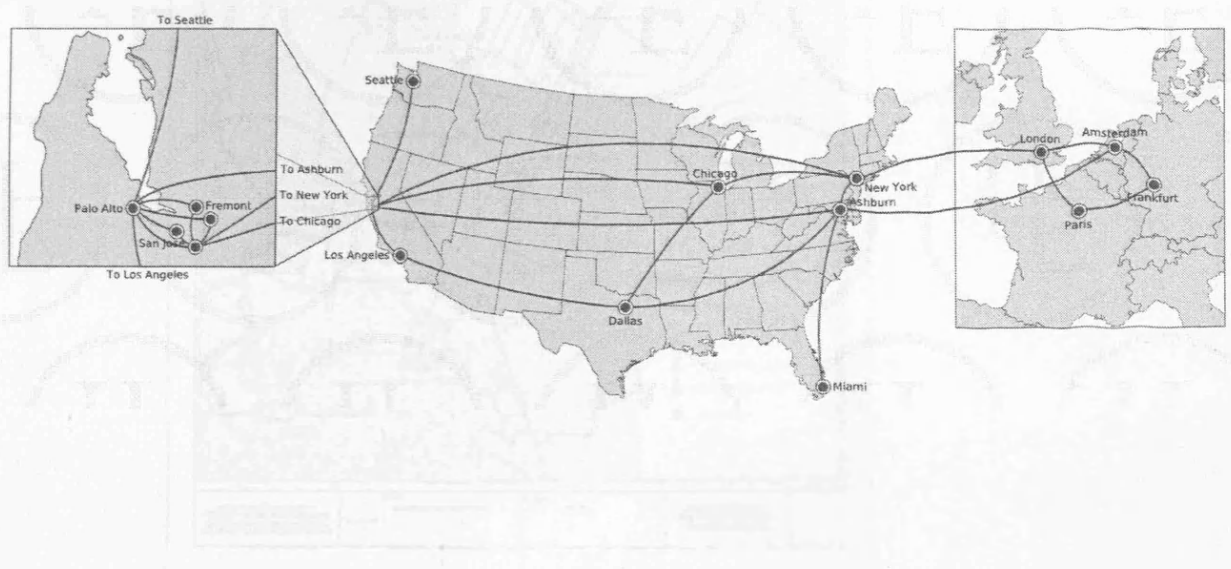 To Seattle
Seattle
London
Amsterdam
To Ashburn
Chicago
To New York
New York
Frankfurt
Palo Alto
Fremont
Ashburn
To Chicago
Paris
San Jose
Los Angeles
To Los Angeles
Dallas
Miami